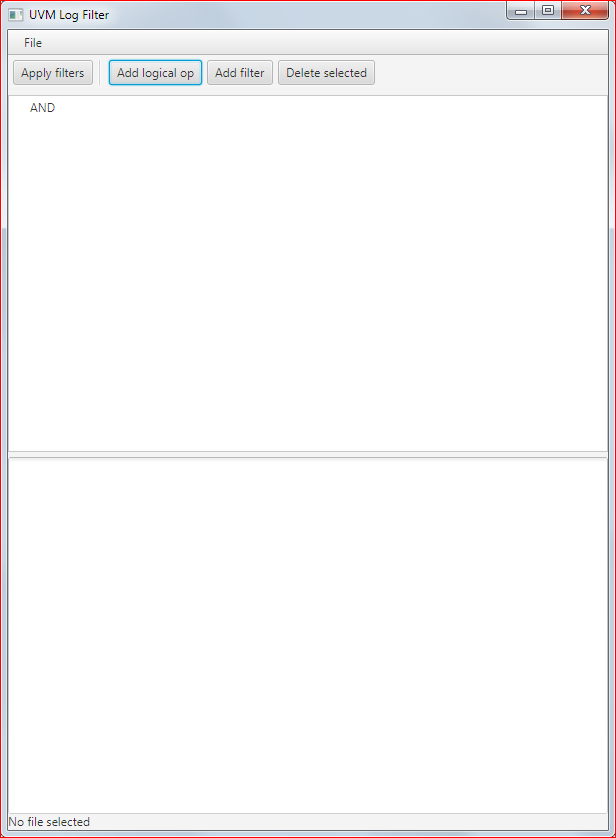 UVM Log Filter
File
Apply filters Add logical op Add filter Delete selected
AND
No file selected